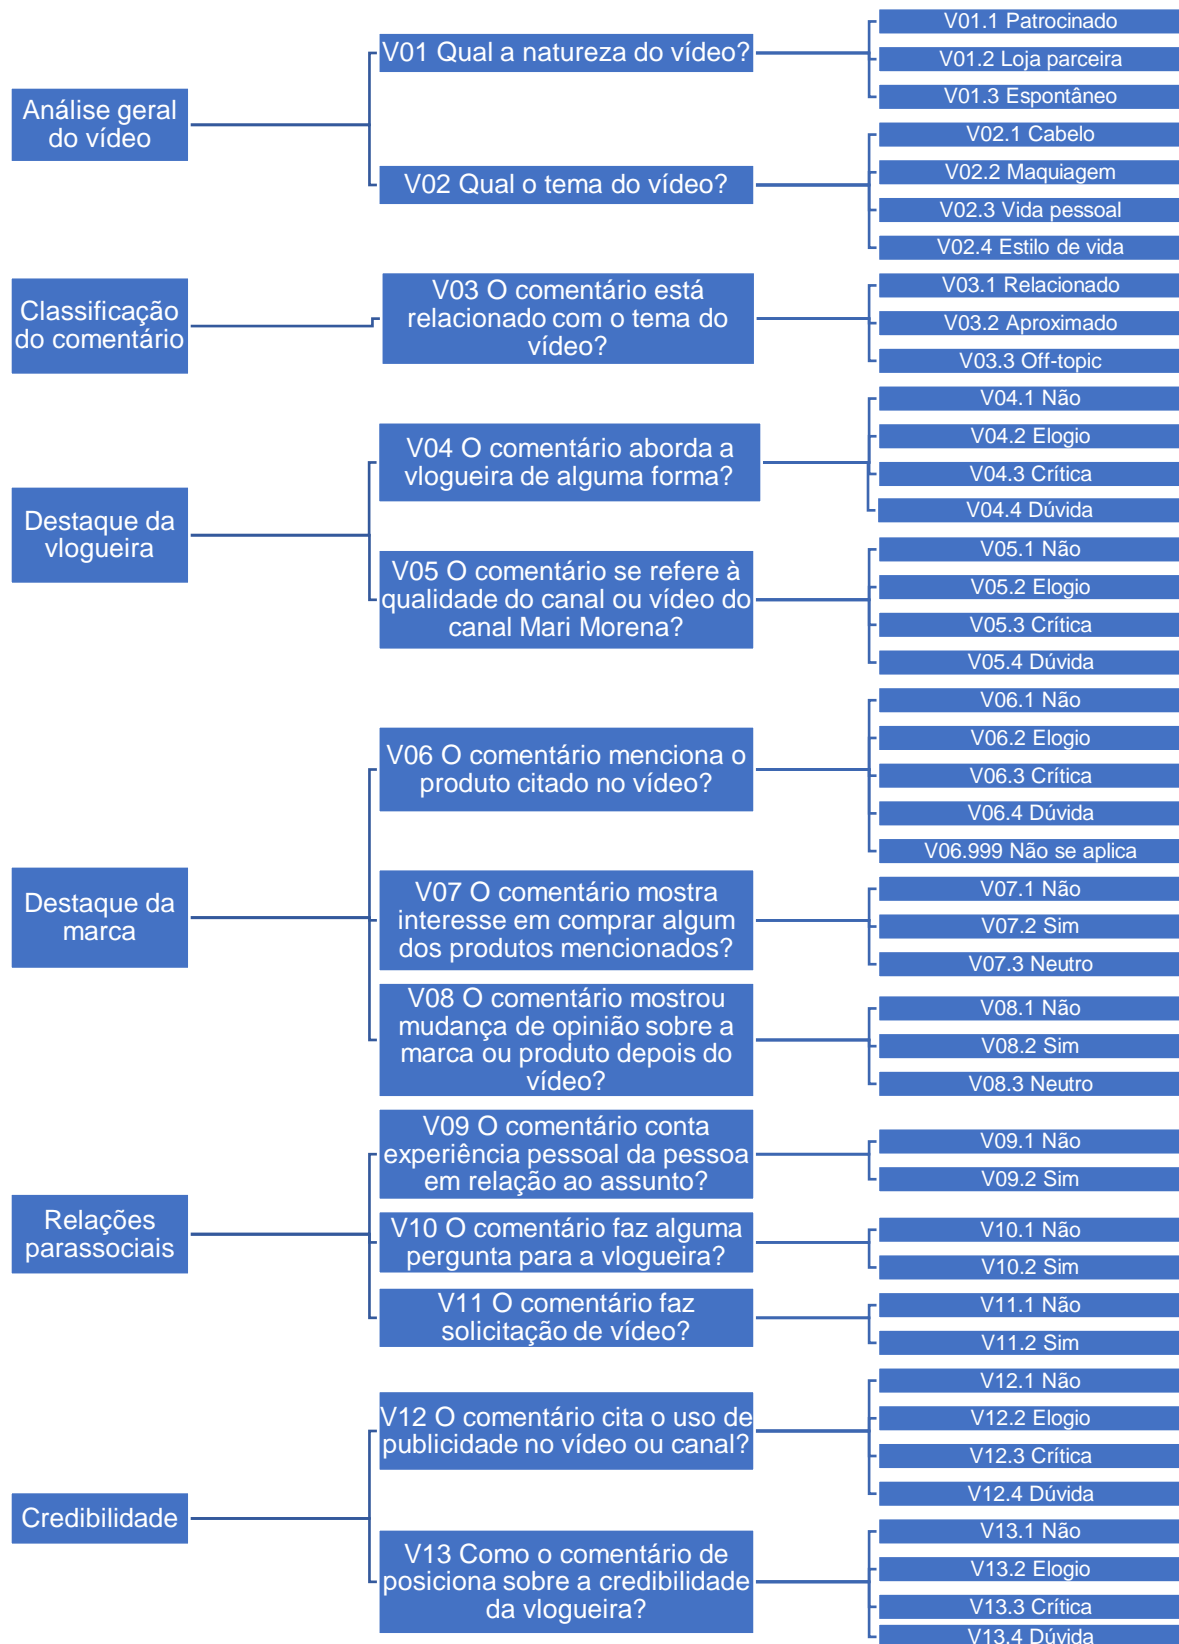 Análise geral
do vídeo
V01 Qual a natureza do vídeo?
V01.1 Patrocinado
V01.2 Loja parceira
V01.3 Espontâneo
V02 Qual o tema do vídeo?
V02.1 Cabelo
V02.2 Maquiagem
V02.3 Vida pessoal
V02.4 Estilo de vida
Classificação
do comentário
V03 O comentário está
relacionado com o tema do
vídeo?
V03.1 Relacionado
V03.2 Aproximado
V03.3 Off-topic
Destaque da
vlogueira
V04 O comentário aborda a
vlogueira de alguma forma?
V04.1 Não
V04.2 Elogio
V04.3 Crítica
V04.4 Dúvida
V05 O comentário se refere à
qualidade do canal ou vídeo do
canal Mari Morena?
V05.1 Não
V05.2 Elogio
V05.3 Crítica
V05.4 Dúvida
Destaque da
marca
V06 O comentário menciona o
produto citado no vídeo?
V06.1 Não
V06.2 Elogio
V06.3 Crítica
V06.4 Dúvida
V06.999 Não se aplica
V07 O comentário mostra
interesse em comprar algum
dos produtos mencionados?
V07.1 Não
V07.2 Sim
V07.3 Neutro
V08 O comentário mostrou
mudança de opinião sobre a
marca ou produto depois do
vídeo?
V08.1 Não
V08.2 Sim
V08.3 Neutro
Relações
parassociais
V09 O comentário conta
experiência pessoal da pessoa
em relação ao assunto?
V09.1 Não
V09.2 Sim
V10 O comentário faz alguma
pergunta para a vlogueira?
V10.1 Não
V10.2 Sim
V11 O comentário faz
solicitação de vídeo?
V11.1 Não
V11.2 Sim
Credibilidade
V12 O comentário cita o uso de
publicidade no vídeo ou canal?
V12.1 Não
V12.2 Elogio
V12.3 Crítica
V12.4 Dúvida
V13 Como o comentário de
posiciona sobre a credibilidade
da vlogueira?
V13.1 Não
V13.2 Elogio
V13.3 Crítica
V13.4 Dúvida